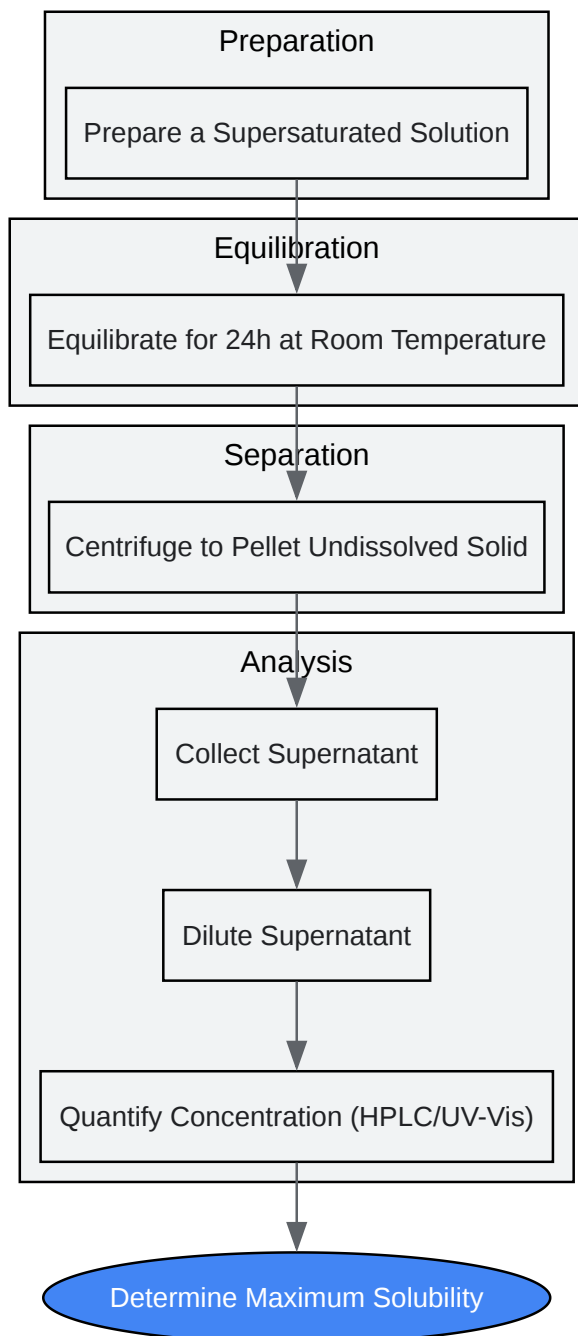 Preparation
Prepare a Supersaturated Solution
Equilibration
Equilibrate for 24h at Room Temperature
Separation
Centrifuge to Pellet Undissolved Solid
Analysis
Collect Supernatant
Dilute Supernatant
Quantify Concentration (HPLC/UV-Vis)
Determine Maximum Solubility